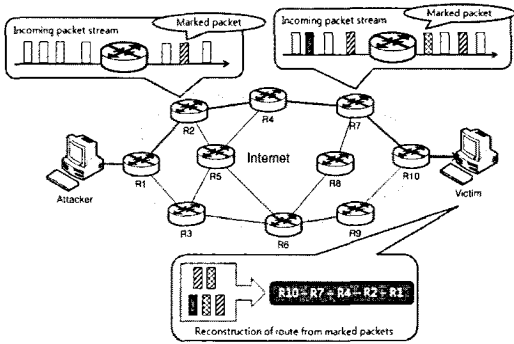 Marked packet
Incoming packet stream
Marked packet
Incoming packet stream
R2
R4
R7
Attacker
R1
R5
Internet
R8
R10
Victim
R3
R6
R9
R10 - R7 - R4 - R2 - R1
Reconstruction of route from marked packets